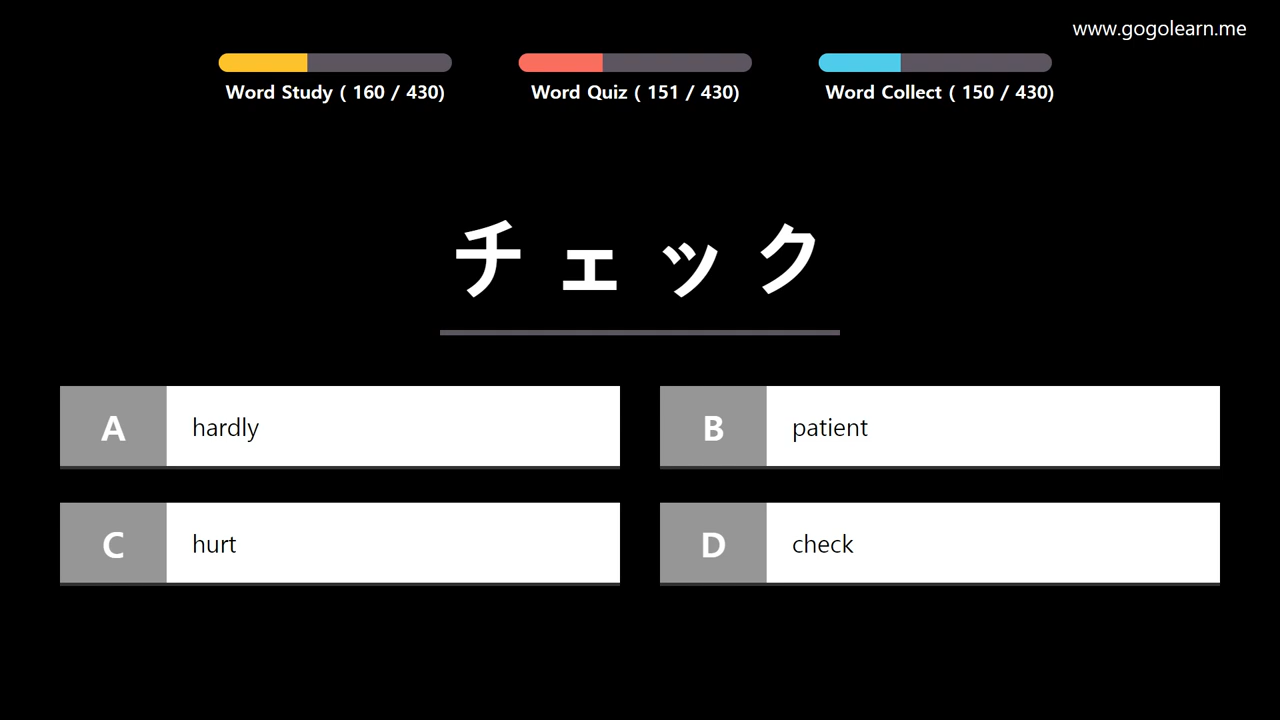 www.gogolearn.me
Word Study ( 160 / 430)
Word Quiz ( 151 / 430)
Word Collect ( 150 / 430)
チェック
A hardly
B patient
C hurt
D check